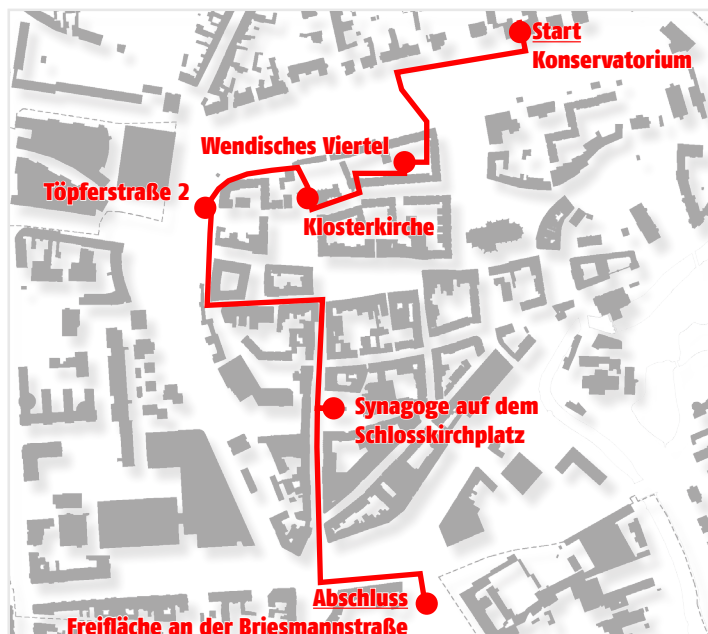 Start
Konservatorium
Wendisches Viertel
Töpferstraße 2
Klosterkirche
Synagoge auf dem
Schlosskirchplatz
Abschluss
Freifläche an der Briesmannstraße